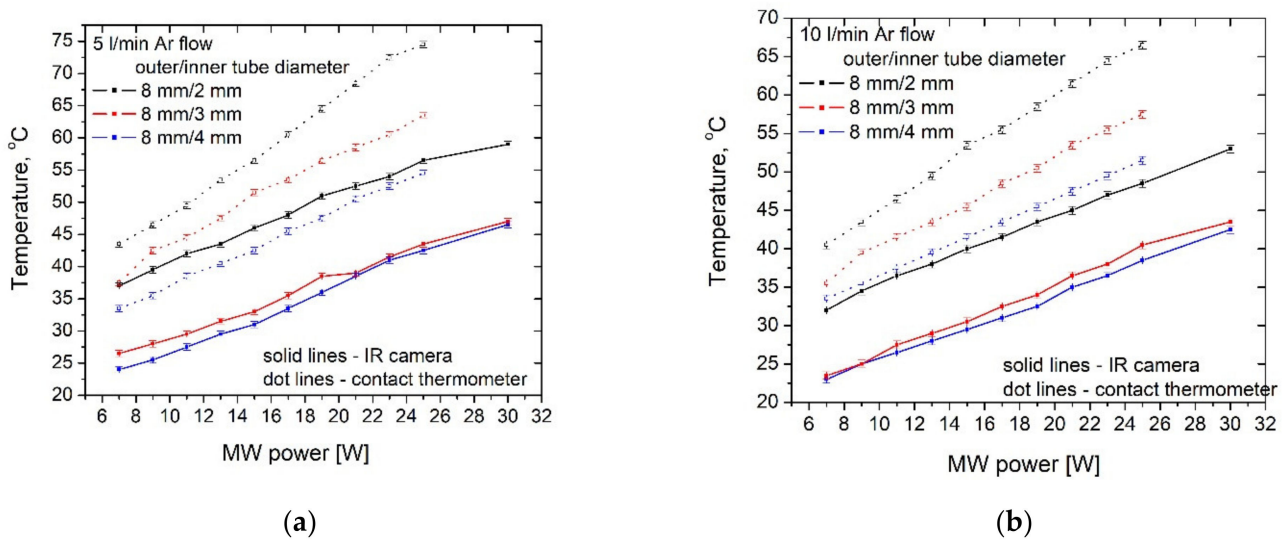 5 l/min Ar flow
outer/inner tube diameter
8 mm/2 mm
8 mm/3 mm
8 mm/4 mm
solid lines - IR camera
dot lines - contact thermometer
Temperature, °C
75
70
65
60
55
50
45
40
35
30
25
20
6 8 10 12 14 16 18 20 22 24 26 28 30 32
MW power [W]
(a)
10 l/min Ar flow
outer/inner tube diameter
8 mm/2 mm
8 mm/3 mm
8 mm/4 mm
solid lines - IR camera
dot lines - contact thermometer
Temperature, °C
70
65
60
55
50
45
40
35
30
25
20
6 8 10 12 14 16 18 20 22 24 26 28 30 32
MW power [W]
(b)